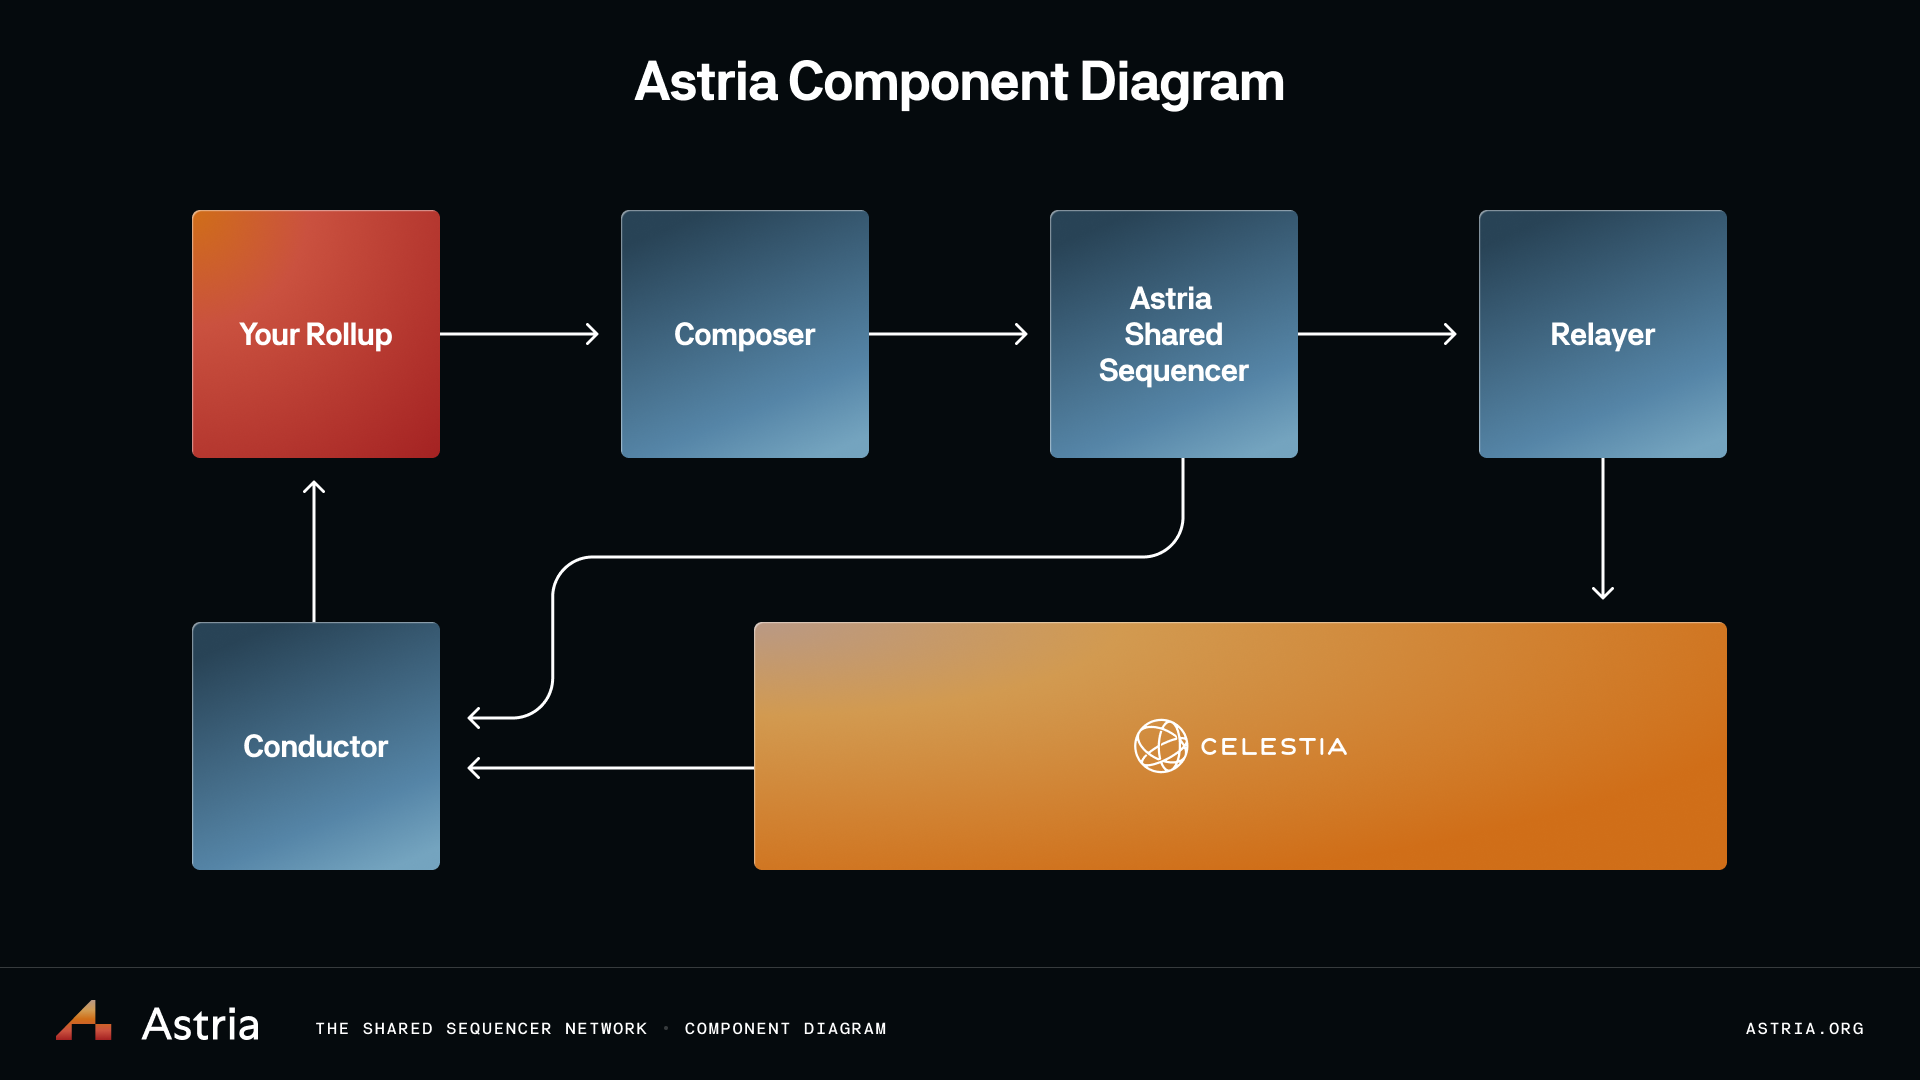 Astria Component Diagram
Your Rollup
Composer
Astria
Shared
Sequencer
Relayer
Conductor
CELESTIA
Astria
THE SHARED SEQUENCER NETWORK • COMPONENT DIAGRAM
ASTRIA.ORG